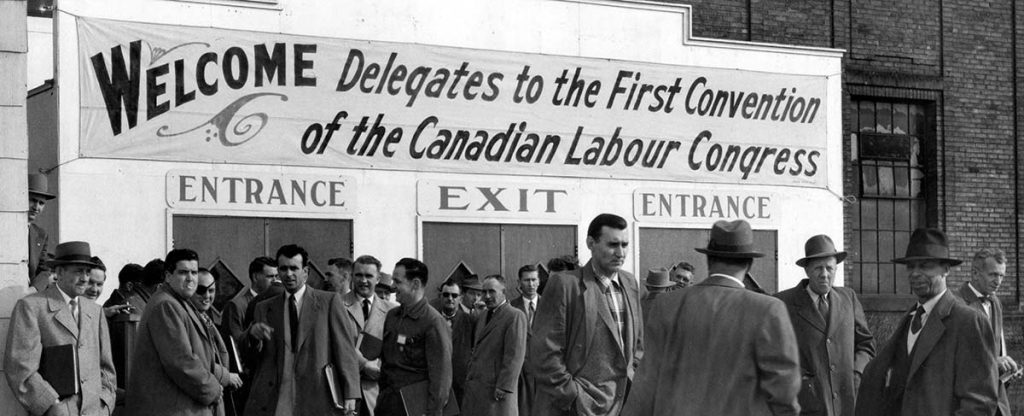 WELCOME Delegates to the First Convention
of the Canadian Labour Congress
ENTRANCE
EXIT
ENTRANCE